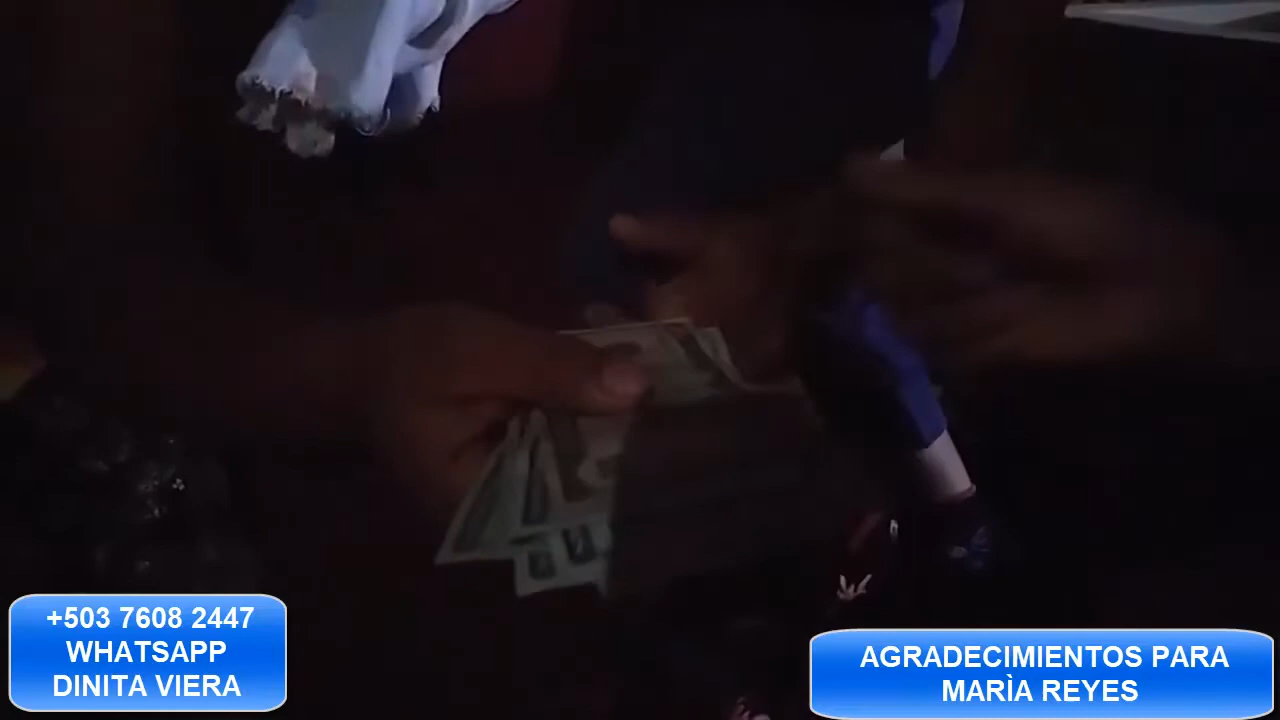 +503 7608 2447
WHATSAPP
DINITA VIERA
AGRADECIMIENTOS PARA
MARÌA REYES